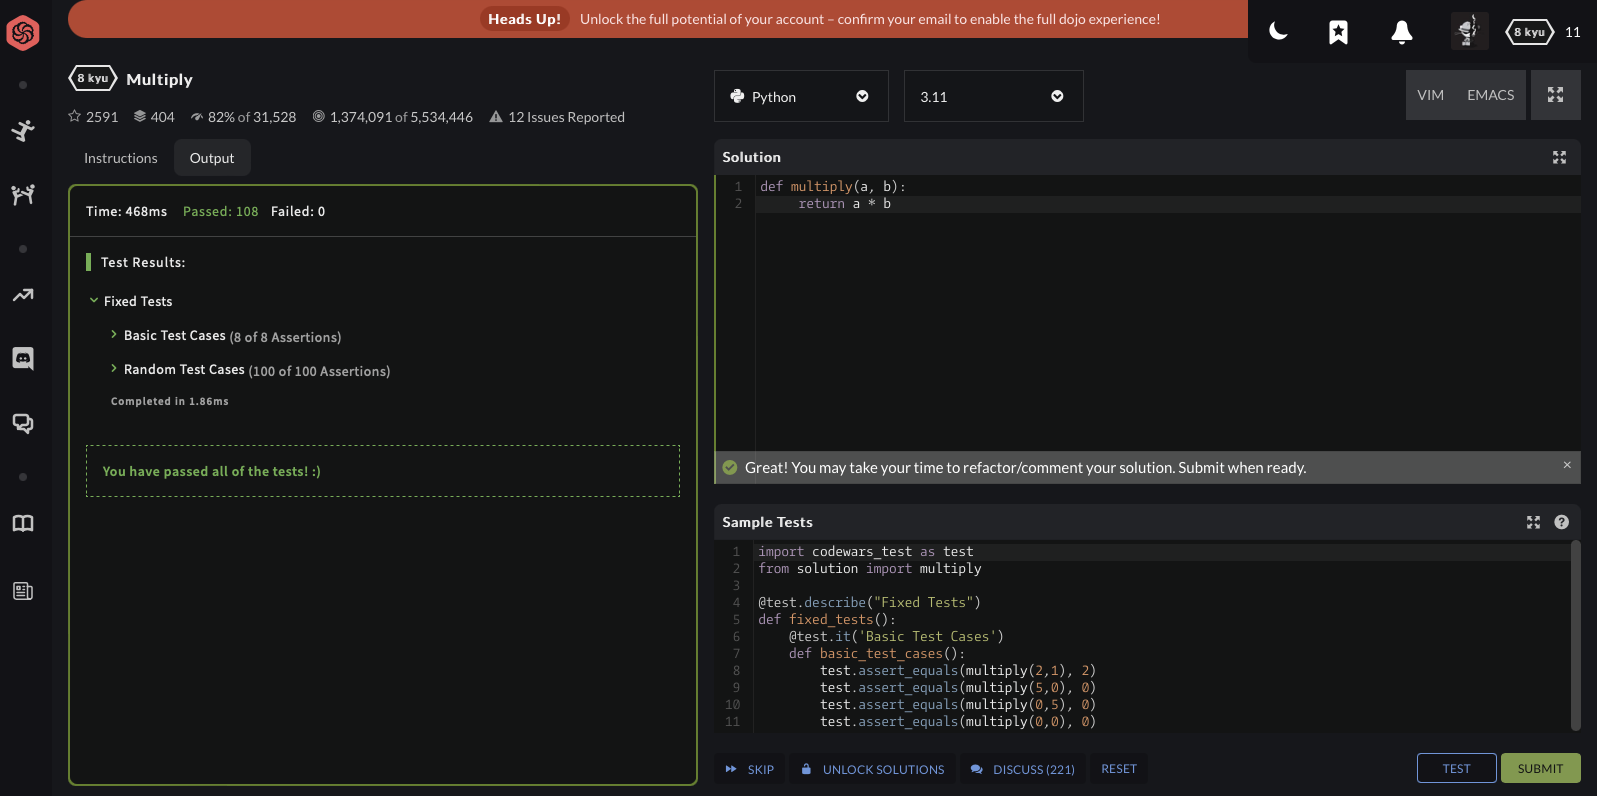 Heads Up! Unlock the full potential of your account – confirm your email to enable the full dojo experience!
8 kyu 11
8 kyu Multiply
2591 404 82% of 31,528 1,374,091 of 5,534,446 12 Issues Reported
Instructions Output
Time: 468ms Passed: 108 Failed: 0
Test Results:
Fixed Tests
Basic Test Cases (8 of 8 Assertions)
Random Test Cases (100 of 100 Assertions)
Completed in 1.86ms
You have passed all of the tests! :)
Python 3.11 VIM EMACS
Solution
1 def multiply(a, b):
2 return a * b
Great! You may take your time to refactor/comment your solution. Submit when ready. ×
Sample Tests
1 import codewars_test as test
2 from solution import multiply
3
4 @test.describe("Fixed Tests")
5 def fixed_tests():
6 @test.it('Basic Test Cases')
7 def basic_test_cases():
8 test.assert_equals(multiply(2,1), 2)
9 test.assert_equals(multiply(5,0), 0)
10 test.assert_equals(multiply(0,5), 0)
11 test.assert_equals(multiply(0,0), 0)
SKIP UNLOCK SOLUTIONS DISCUSS (221) RESET TEST SUBMIT